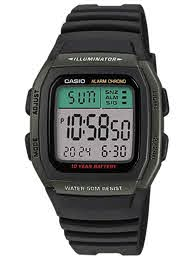 ILLUMINATOR
CASIO ALARM CHRONO
SUN SNZ ALM SIG
10:58 50
2024 6-30
10 YEAR BATTERY
WATER 50M RESIST
ADJUST
MODE